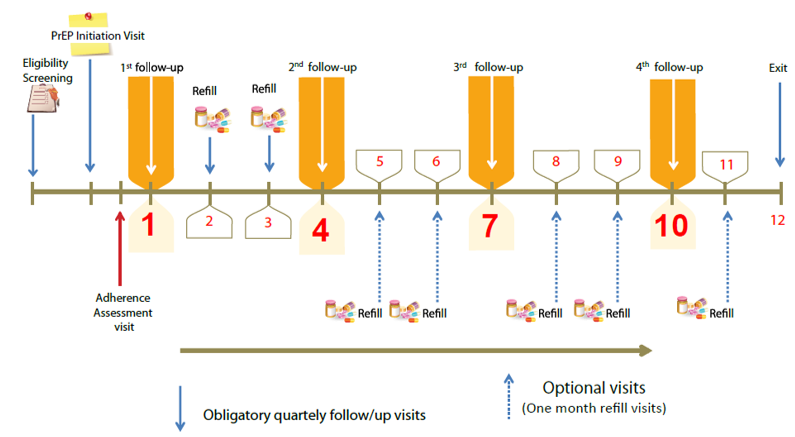 PrEP Initiation Visit
Eligibility
Screening
1st follow-up
Refill
Refill
2nd follow-up
3rd follow-up
4th follow-up
Exit
5
6
8
9
11
1
2
3
4
7
10
12
Adherence
Assessment
visit
Refill
Refill
Refill
Refill
Refill
Obligatory quartely follow/up visits
Optional visits
(One month refill visits)